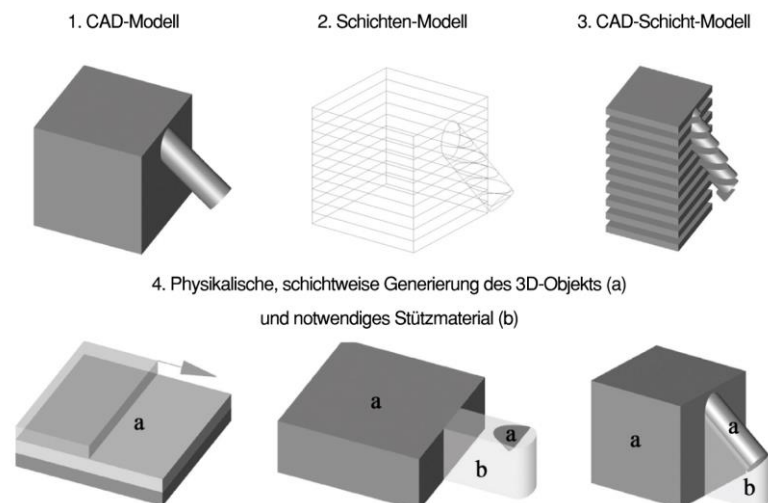 1. CAD-Modell
2. Schichten-Modell
3. CAD-Schicht-Modell
4. Physikalische, schichtweise Generierung des 3D-Objekts (a)
und notwendiges Stützmaterial (b)
a
a
a
b
a
a
b